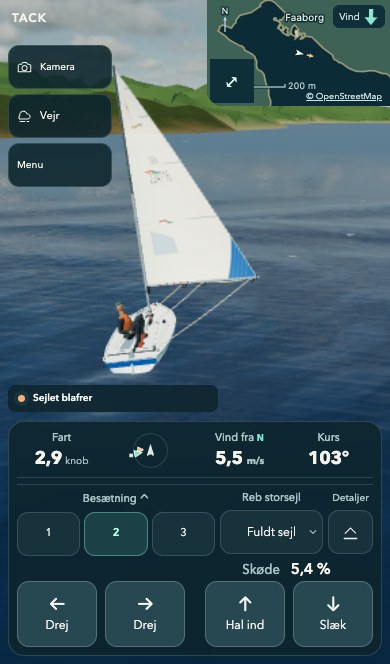 TACK
N
Faaborg
Vind
Kamera
200 m
© OpenStreetMap
Vejr
Menu
Sejlet blafrer
Fart
Vind fra N
Kurs
2,9 knob
5,5 m/s
103°
Besætning
Reb storsejl
Detaljer
1
2
3
Fuldt sejl
Skøde 5,4 %
Drej
Drej
Hal ind
Slæk